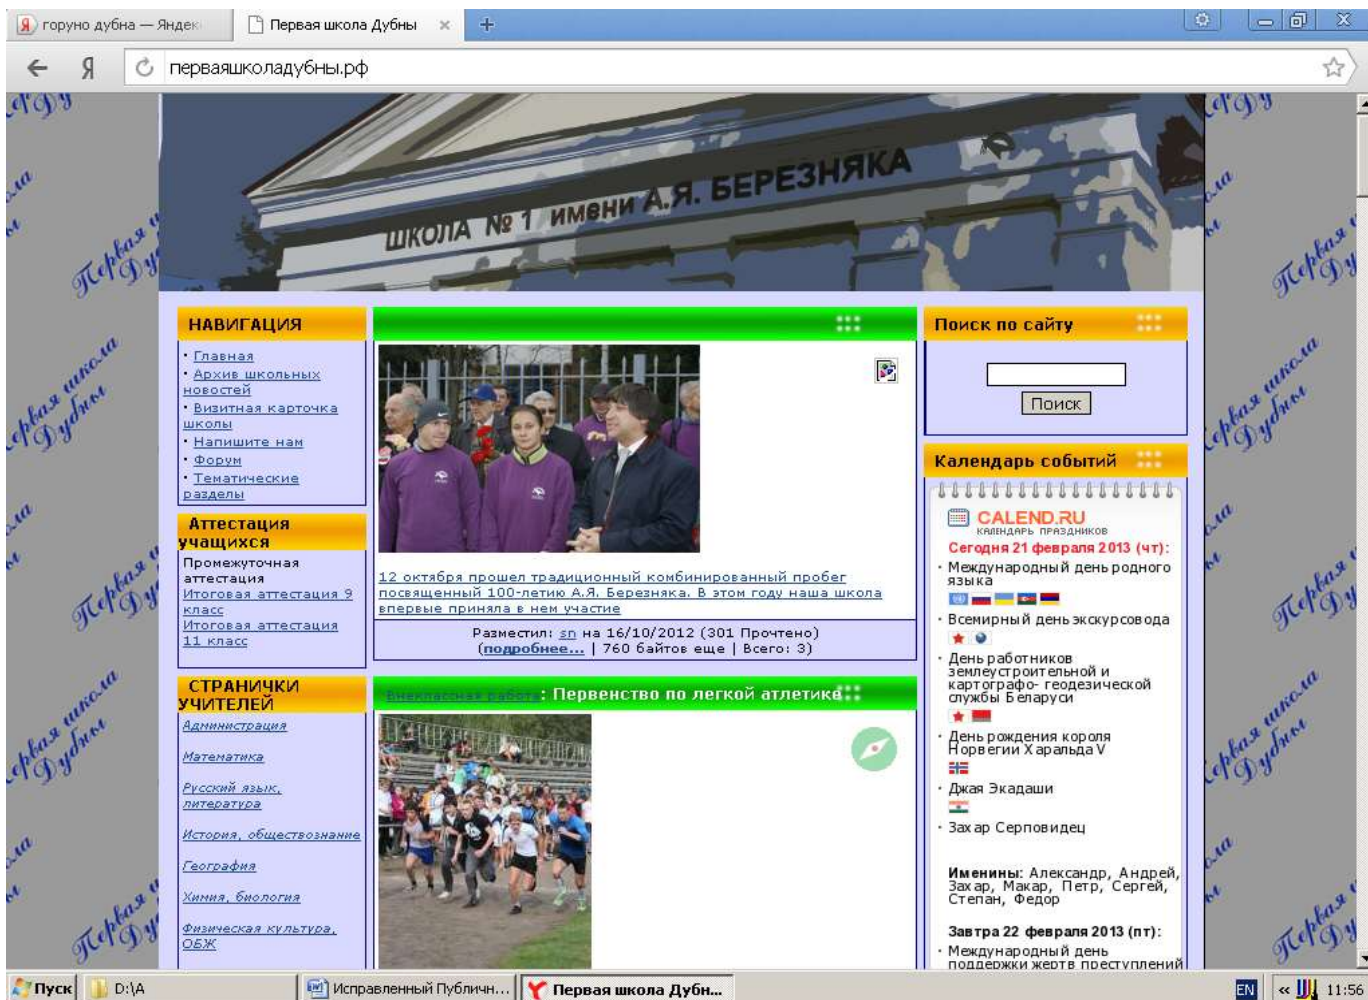 горуно дубна — Яндек
Первая школа Дубны
Я
перваяшколадубны.рф
ШКОЛА № 1 имени А.Я. БЕРЕЗНЯКА
Первая школа
Дубны
НАВИГАЦИЯ
· Главная
· Архив школьных
новостей
· Визитная карточка
школы
· Напишите нам
· Форум
· Тематические
разделы
Аттестация
учащихся
Промежуточная
аттестация
Итоговая аттестация 9
класс
Итоговая аттестация
11 класс
СТРАНИЧКИ
УЧИТЕЛЕЙ
Администрация
Математика
Русский язык,
литература
История, обществознание
География
Химия, биология
Физическая культура,
ОБЖ
12 октября прошел традиционный комбинированный пробег
посвященный 100-летию А.Я. Березняка. В этом году наша школа
впервые приняла в нем участие
Разместил: sn на 16/10/2012 (301 Прочтено)
(подробнее... | 760 байтов еще | Всего: 3)
Внеклассная работа: Первенство по легкой атлетике
Поиск по сайту
Поиск
Календарь событий
CALEND.RU
КАЛЕНДАРЬ ПРАЗДНИКОВ
Сегодня 21 февраля 2013 (чт):
· Международный день родного
языка
· Всемирный день экскурсовода
· День работников
землеустроительной и
картографо- геодезической
службы Беларуси
· День рождения короля
Норвегии Харальда V
· Джая Экадаши
· Захар Серповидец
Именины: Александр, Андрей,
Захар, Макар, Петр, Сергей,
Степан, Федор
Завтра 22 февраля 2013 (пт):
· Международный день
поддержки жертв преступлений
Пуск
D:\A
Исправленный Публичн...
Первая школа Дубн...
EN
«
11:56